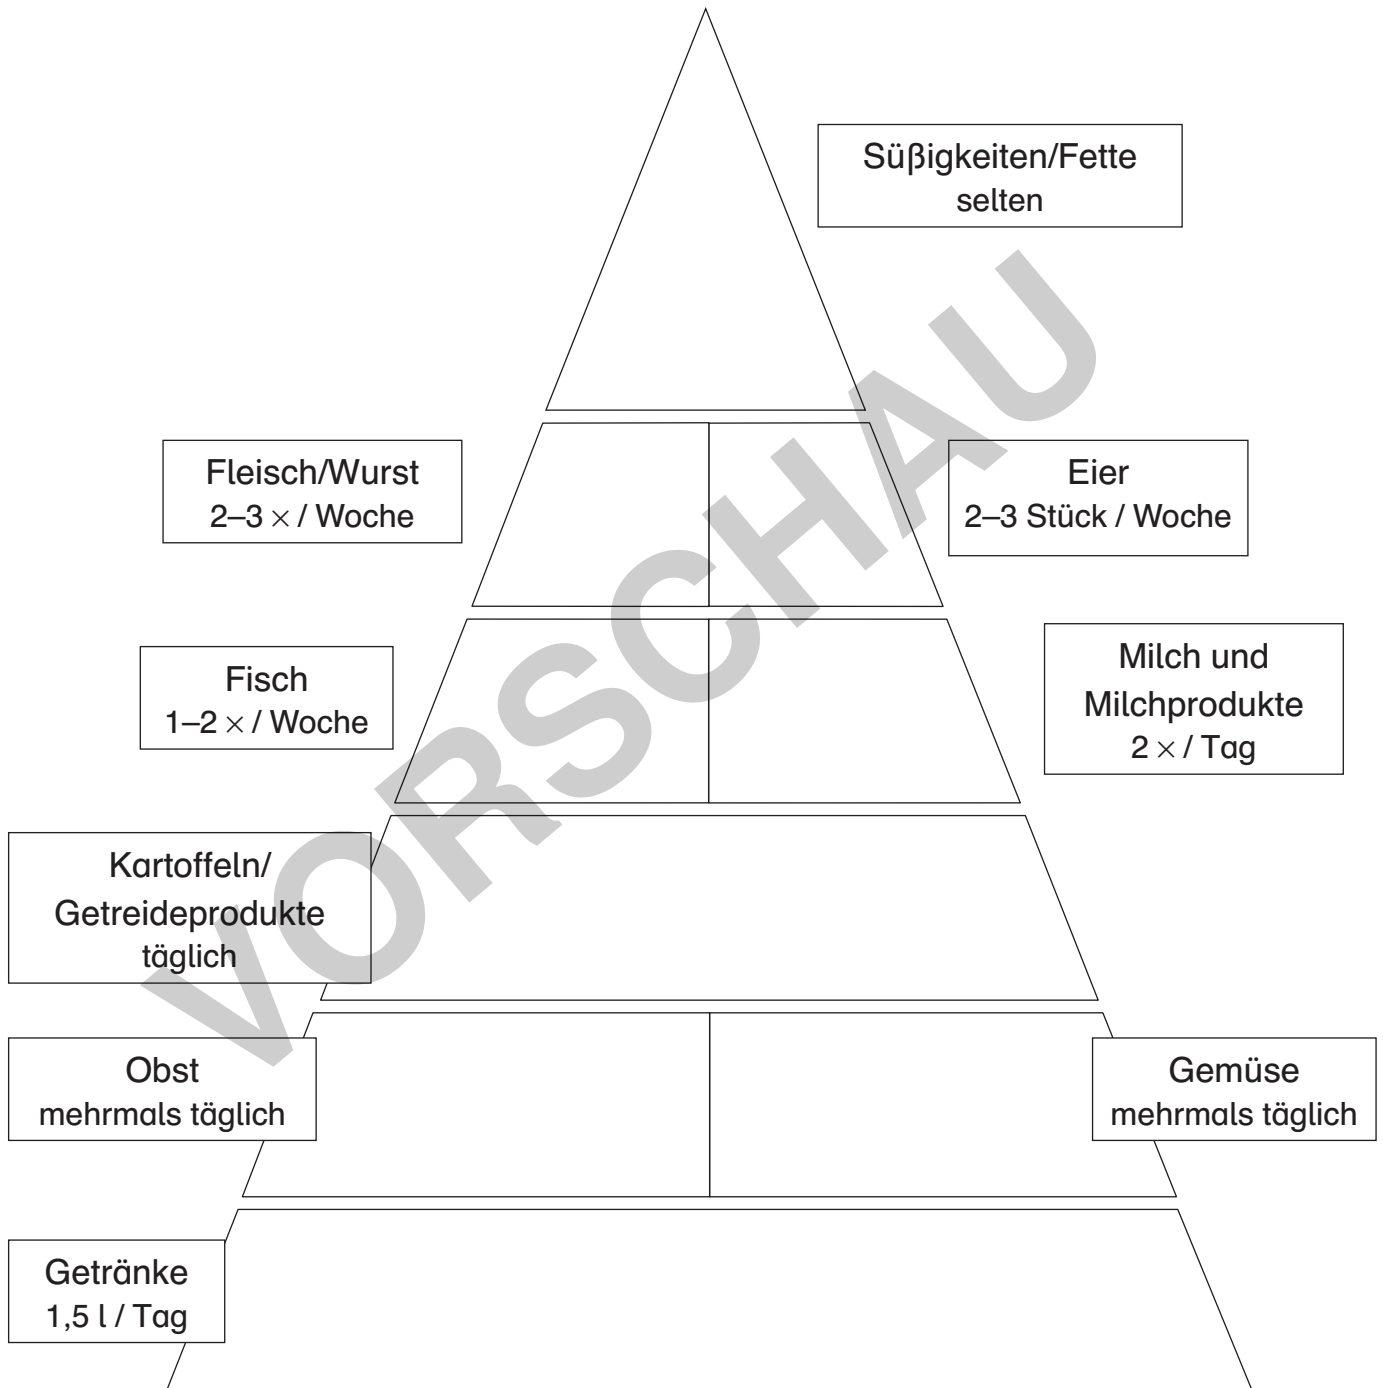 Süßigkeiten/Fette
selten
Fleisch/Wurst
2–3 × / Woche
Eier
2–3 Stück / Woche
Fisch
1–2 × / Woche
Milch und
Milchprodukte
2 × / Tag
Kartoffeln/
Getreideprodukte
täglich
Obst
mehrmals täglich
Gemüse
mehrmals täglich
Getränke
1,5 l / Tag
VORSCHAU